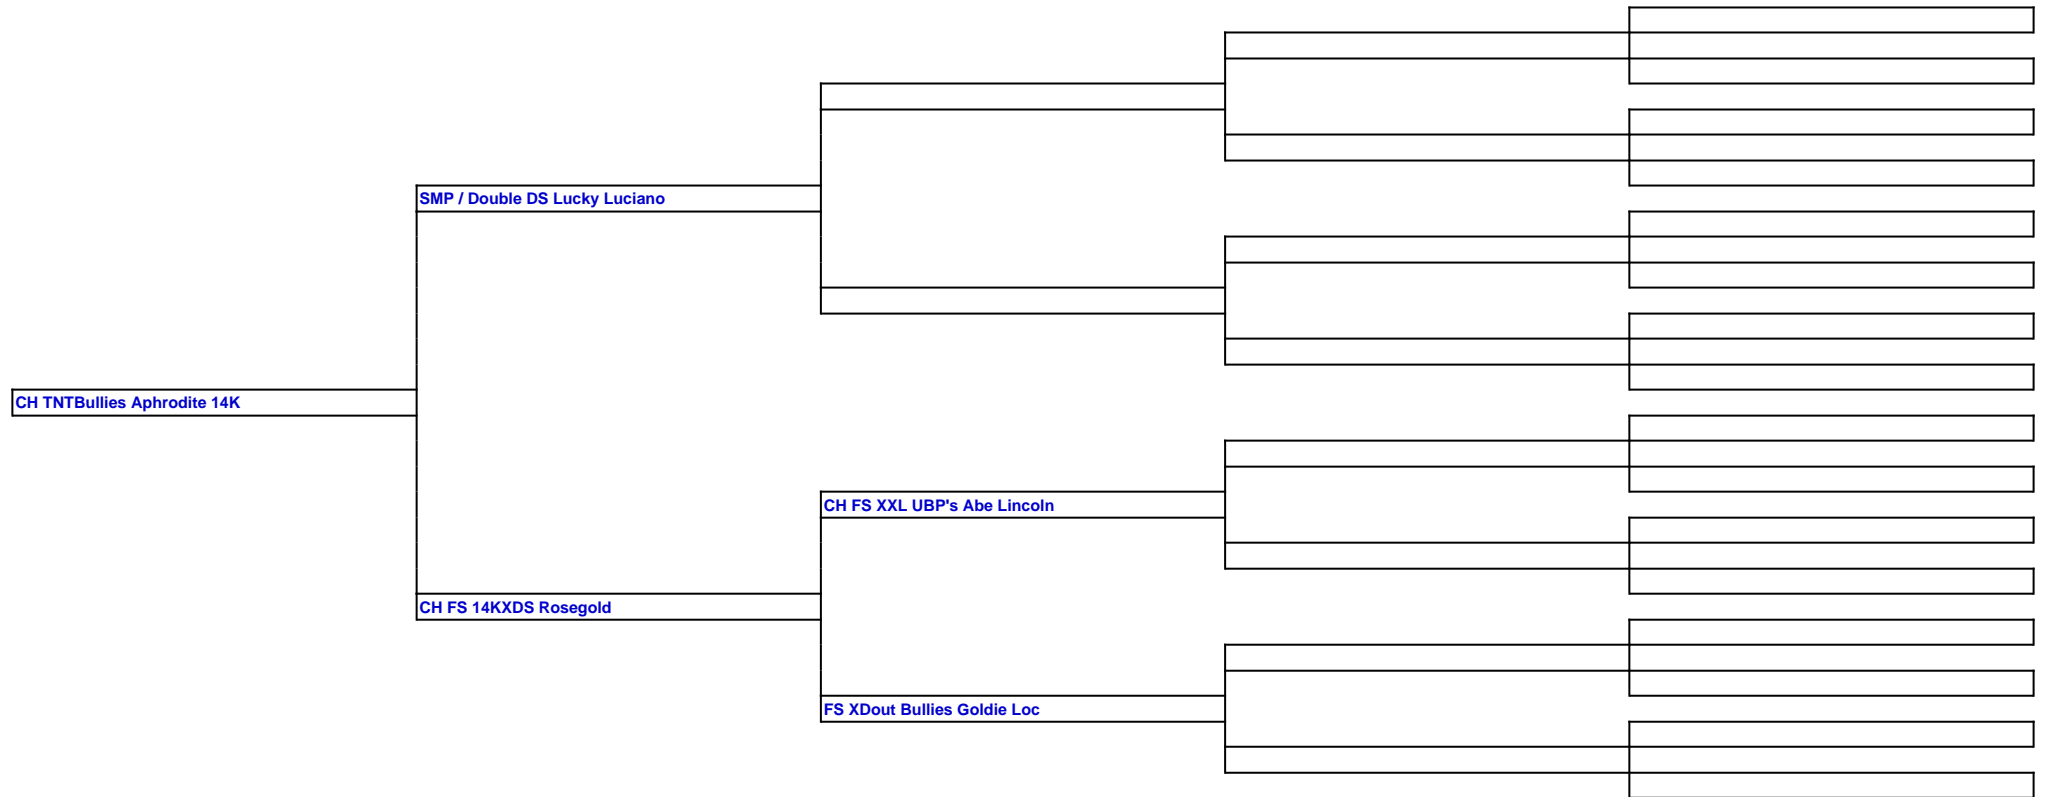 SMP / Double DS Lucky Luciano
CH TNTBullies Aphrodite 14K
CH FS XXL UBP's Abe Lincoln
CH FS 14KXDS Rosegold
FS XDout Bullies Goldie Loc